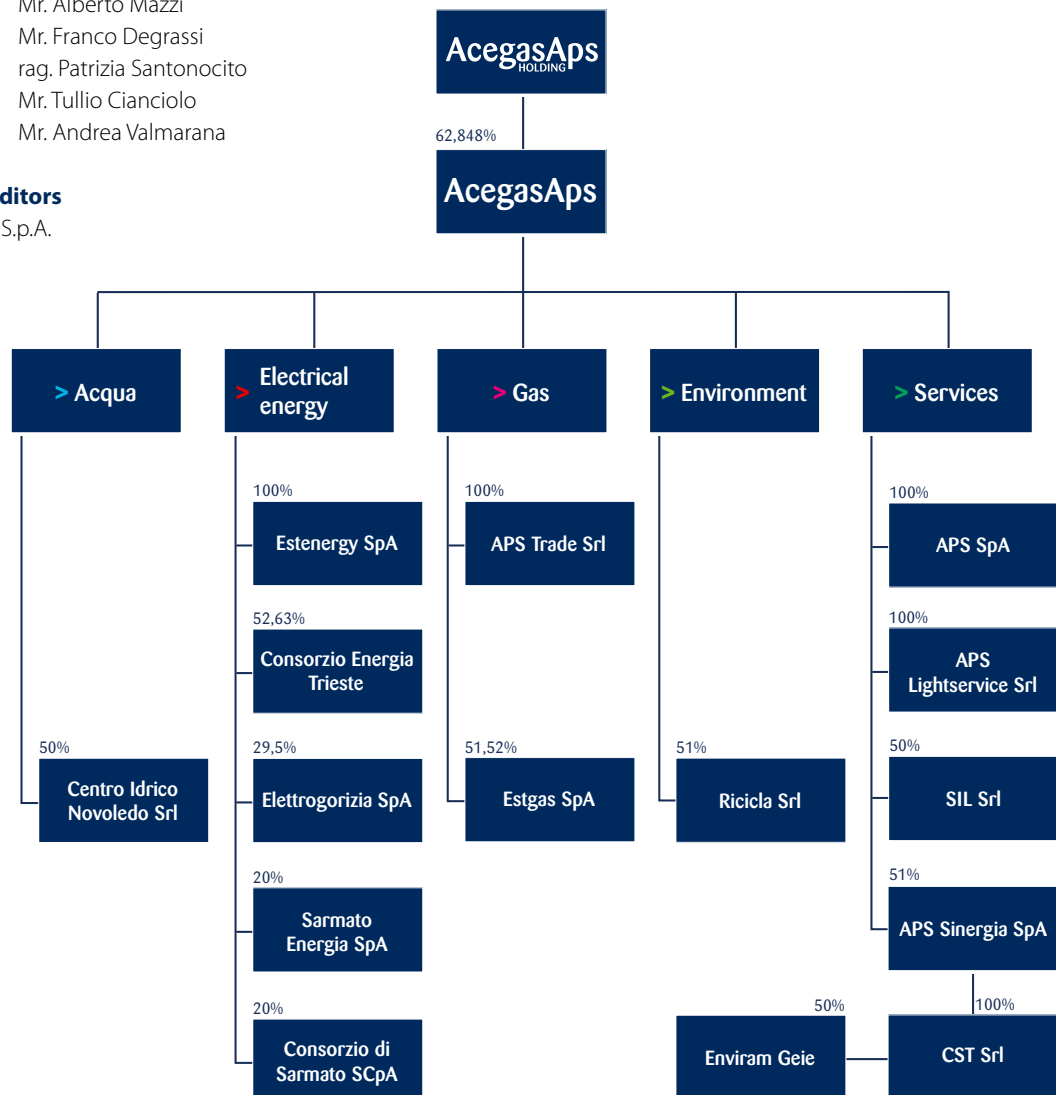 Mr. Alberto Mazzi
Mr. Franco Degrassi
rag. Patrizia Santonocito
Mr. Tullio Cianciolo
Mr. Andrea Valmarana
ditors
S.p.A.
AcegasAps
HOLDING
62,848%
AcegasAps
> Acqua
> Electrical
energy
> Gas
> Environment
> Services
50%
Centro Idrico
Novoledo Srl
100%
Estenergy SpA
52,63%
Consorzio Energia
Trieste
29,5%
Elettrogorizia SpA
20%
Sarmato
Energia SpA
20%
Consorzio di
Sarmato SCpA
100%
APS Trade Srl
51,52%
Estgas SpA
51%
Ricicla Srl
100%
APS SpA
100%
APS
Lightservice Srl
50%
SIL Srl
51%
APS Sinergia SpA
100%
CST Srl
50%
Enviram Geie